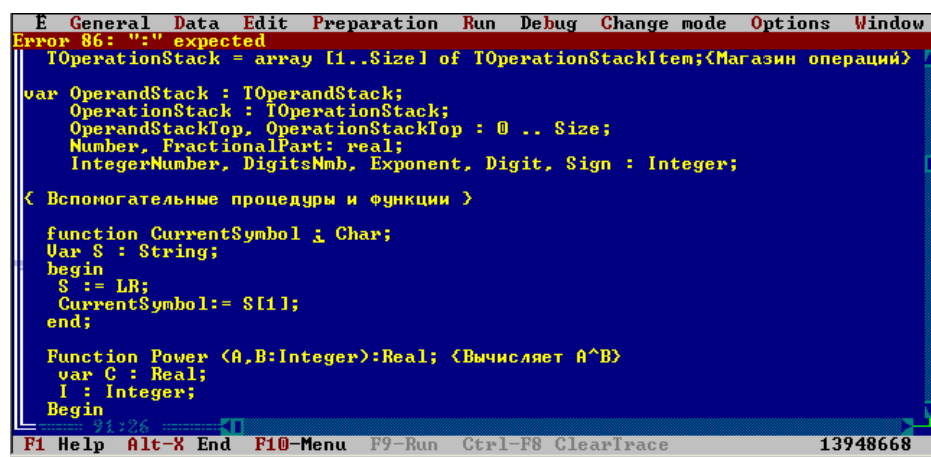 E General Data Edit Preparation Run Debug Change mode Options Window
Error 86: ":" expected
TOperationStack = array [1..Size] of TOperationStackItem;{Магазин операций}
var OperandStack : TOperandStack;
OperationStack : TOperationStack;
OperandStackTop, OperationStackTop : 0 .. Size;
Number, FractionalPart: real;
IntegerNumber, DigitsNmb, Exponent, Digit, Sign : Integer;
{ Вспомогательные процедуры и функции }
function CurrentSymbol ; Char;
Var S : String;
begin
S := LR;
CurrentSymbol:= S[1];
end;
Function Power (A,B:Integer):Real; {Вычисляет A^B}
var C : Real;
I : Integer;
Begin
91:26
F1 Help Alt-X End F10-Menu F9-Run Ctrl-F8 ClearTrace 13948668